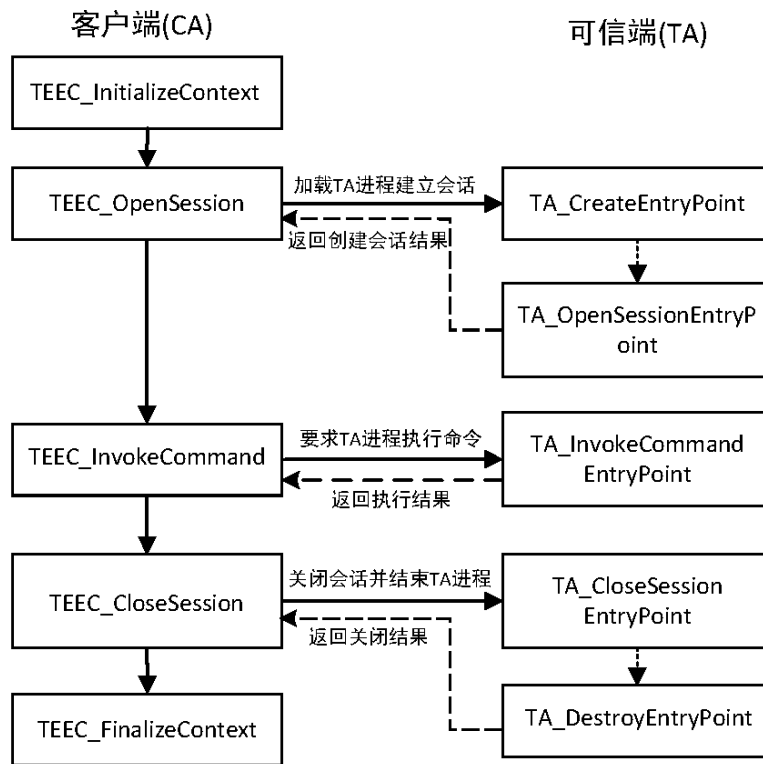 客户端(CA)
可信端(TA)
TEEC_InitializeContext
TEEC_OpenSession
加载TA进程建立会话
TA_CreateEntryPoint
返回创建会话结果
TA_OpenSessionEntryP
oint
TEEC_InvokeCommand
要求TA进程执行命令
TA_InvokeCommand
EntryPoint
返回执行结果
TEEC_CloseSession
关闭会话并结束TA进程
TA_CloseSession
EntryPoint
返回关闭结果
TEEC_FinalizeContext
TA_DestroyEntryPoint